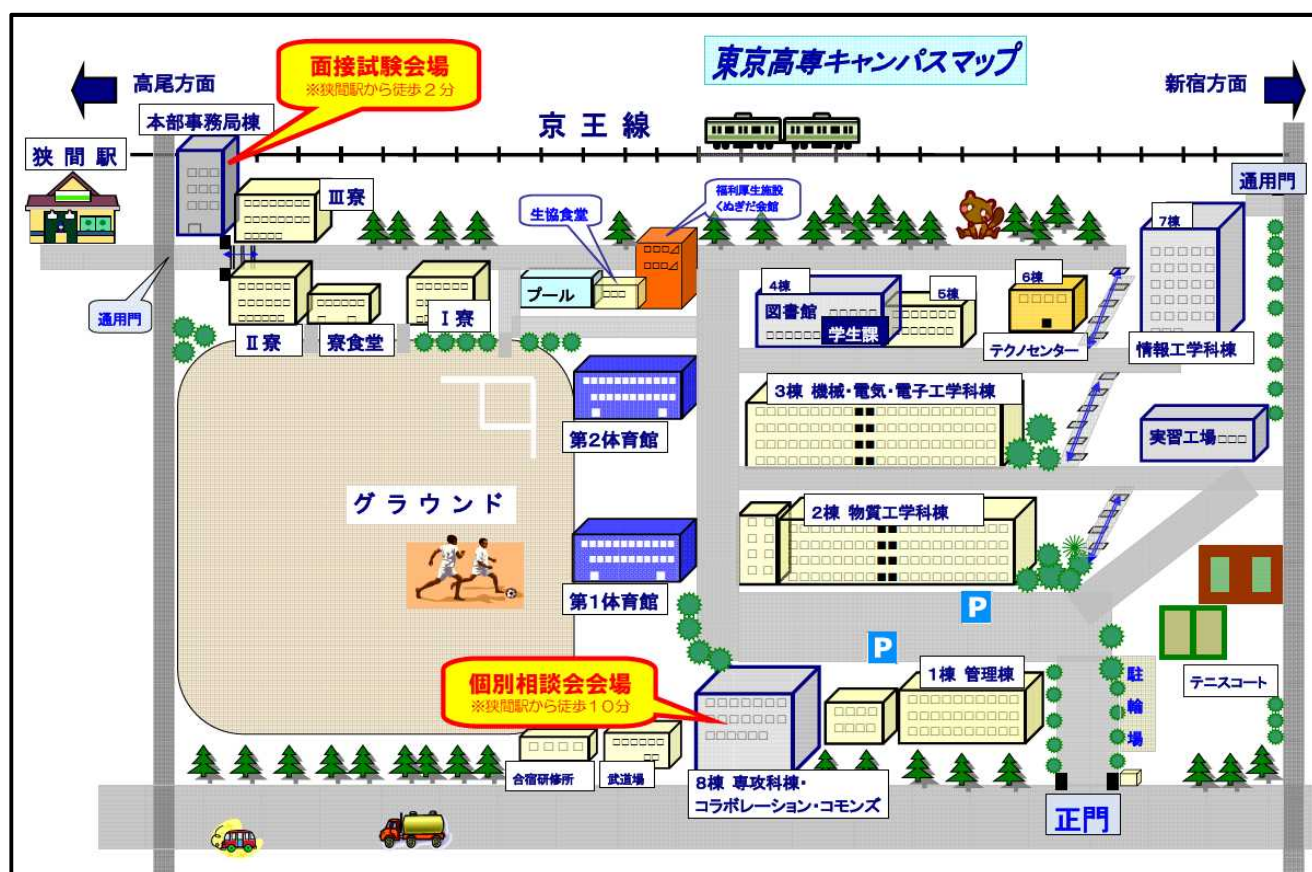 東京高専キャンパスマップ
面接試験会場
※狭間駅から徒歩2分
高尾方面
新宿方面
本部事務局棟
京王線
狭間駅
通用門
Ⅲ寮
生協食堂
福利厚生施設
くぬぎだ会館
7棟
プール
4棟
図書館
学生課
5棟
6棟
通用門
Ⅱ寮
寮食堂
Ⅰ寮
テクノセンター
情報工学科棟
3棟 機械・電気・電子工学科棟
第2体育館
実習工場
グラウンド
2棟 物質工学科棟
第1体育館
P
P
個別相談会会場
※狭間駅から徒歩10分
1棟 管理棟
テニスコート
駐輪場
合宿研修所
武道場
8棟 専攻科棟・
コラボレーション・コモンズ
正門